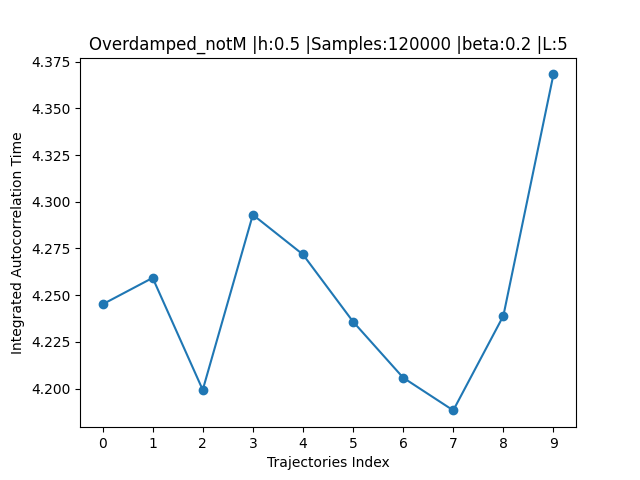 Overdamped_notM |h:0.5 |Samples:120000 |beta:0.2 |L:5
4.375
4.350
4.325
4.300
4.275
4.250
4.225
4.200
Integrated Autocorrelation Time
0 1 2 3 4 5 6 7 8 9
Trajectories Index